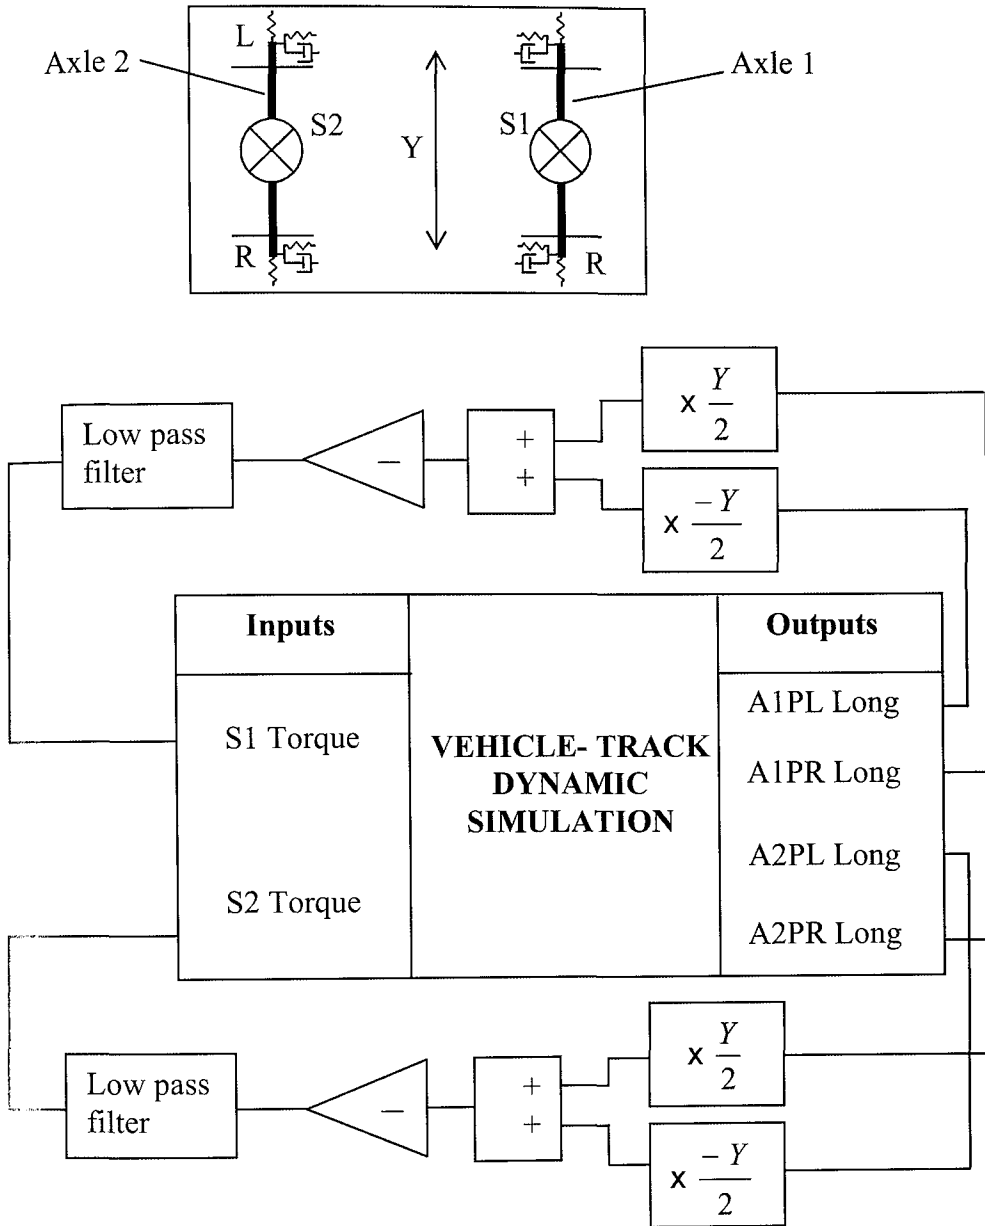 L
Axle 2
Axle 1
S2
S1
Y
R
R
× Y/2
Low pass
filter
−
+
+
× −Y/2
Inputs
Outputs
S1 Torque
S2 Torque
VEHICLE- TRACK
DYNAMIC
SIMULATION
A1PL Long
A1PR Long
A2PL Long
A2PR Long
× Y/2
Low pass
filter
−
+
+
× −Y/2